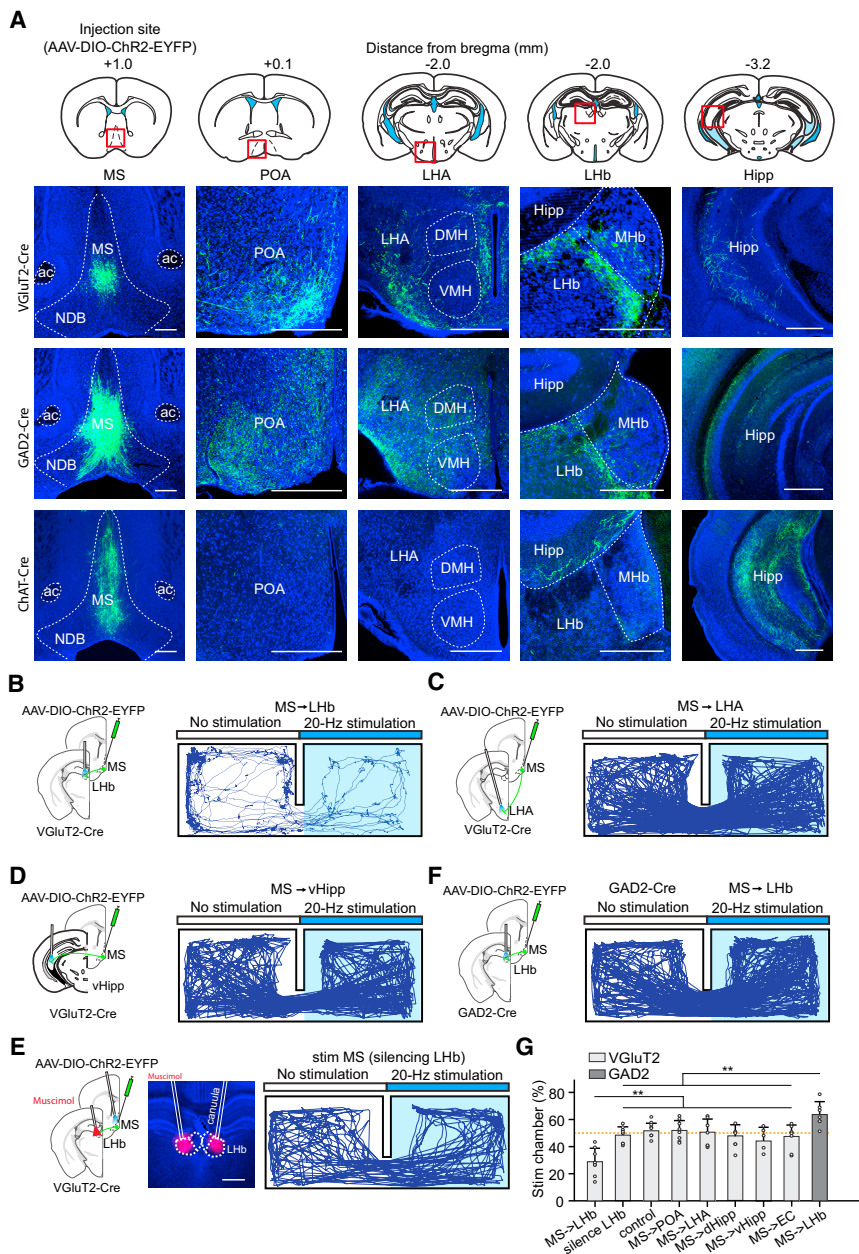 A
Injection site
(AAV-DIO-ChR2-EYFP)
Distance from bregma (mm)
+1.0 +0.1 -2.0 -2.0 -3.2
MS POA LHA LHb Hipp
VGluT2-Cre
MS
ac ac
NDB
POA
LHA DMH
VMH
Hipp
MHb
LHb
Hipp
GAD2-Cre
MS
ac ac
NDB
POA
LHA
DMH
VMH
Hipp
MHb
LHb
Hipp
ChAT-Cre
MS
ac ac
NDB
POA
LHA
DMH
VMH
Hipp
MHb
LHb
Hipp
B
AAV-DIO-ChR2-EYFP
MS
LHb
VGluT2-Cre
MS→LHb
No stimulation 20-Hz stimulation
C
AAV-DIO-ChR2-EYFP
MS
LHA
VGluT2-Cre
MS → LHA
No stimulation 20-Hz stimulation
D
AAV-DIO-ChR2-EYFP
MS
vHipp
VGluT2-Cre
MS → vHipp
No stimulation 20-Hz stimulation
F
AAV-DIO-ChR2-EYFP
MS
LHb
GAD2-Cre
GAD2-Cre MS→ LHb
No stimulation 20-Hz stimulation
E
AAV-DIO-ChR2-EYFP
Muscimol
MS
LHb
VGluT2-Cre
Muscimol
canuula
LHb
stim MS (silencing LHb)
No stimulation 20-Hz stimulation
G
VGluT2
GAD2
Stim chamber (%)
80
60
40
20
0
**
**
MS->LHb
silence LHb
control
MS->POA
MS->LHA
MS->dHipp
MS->vHipp
MS->EC
MS->LHb